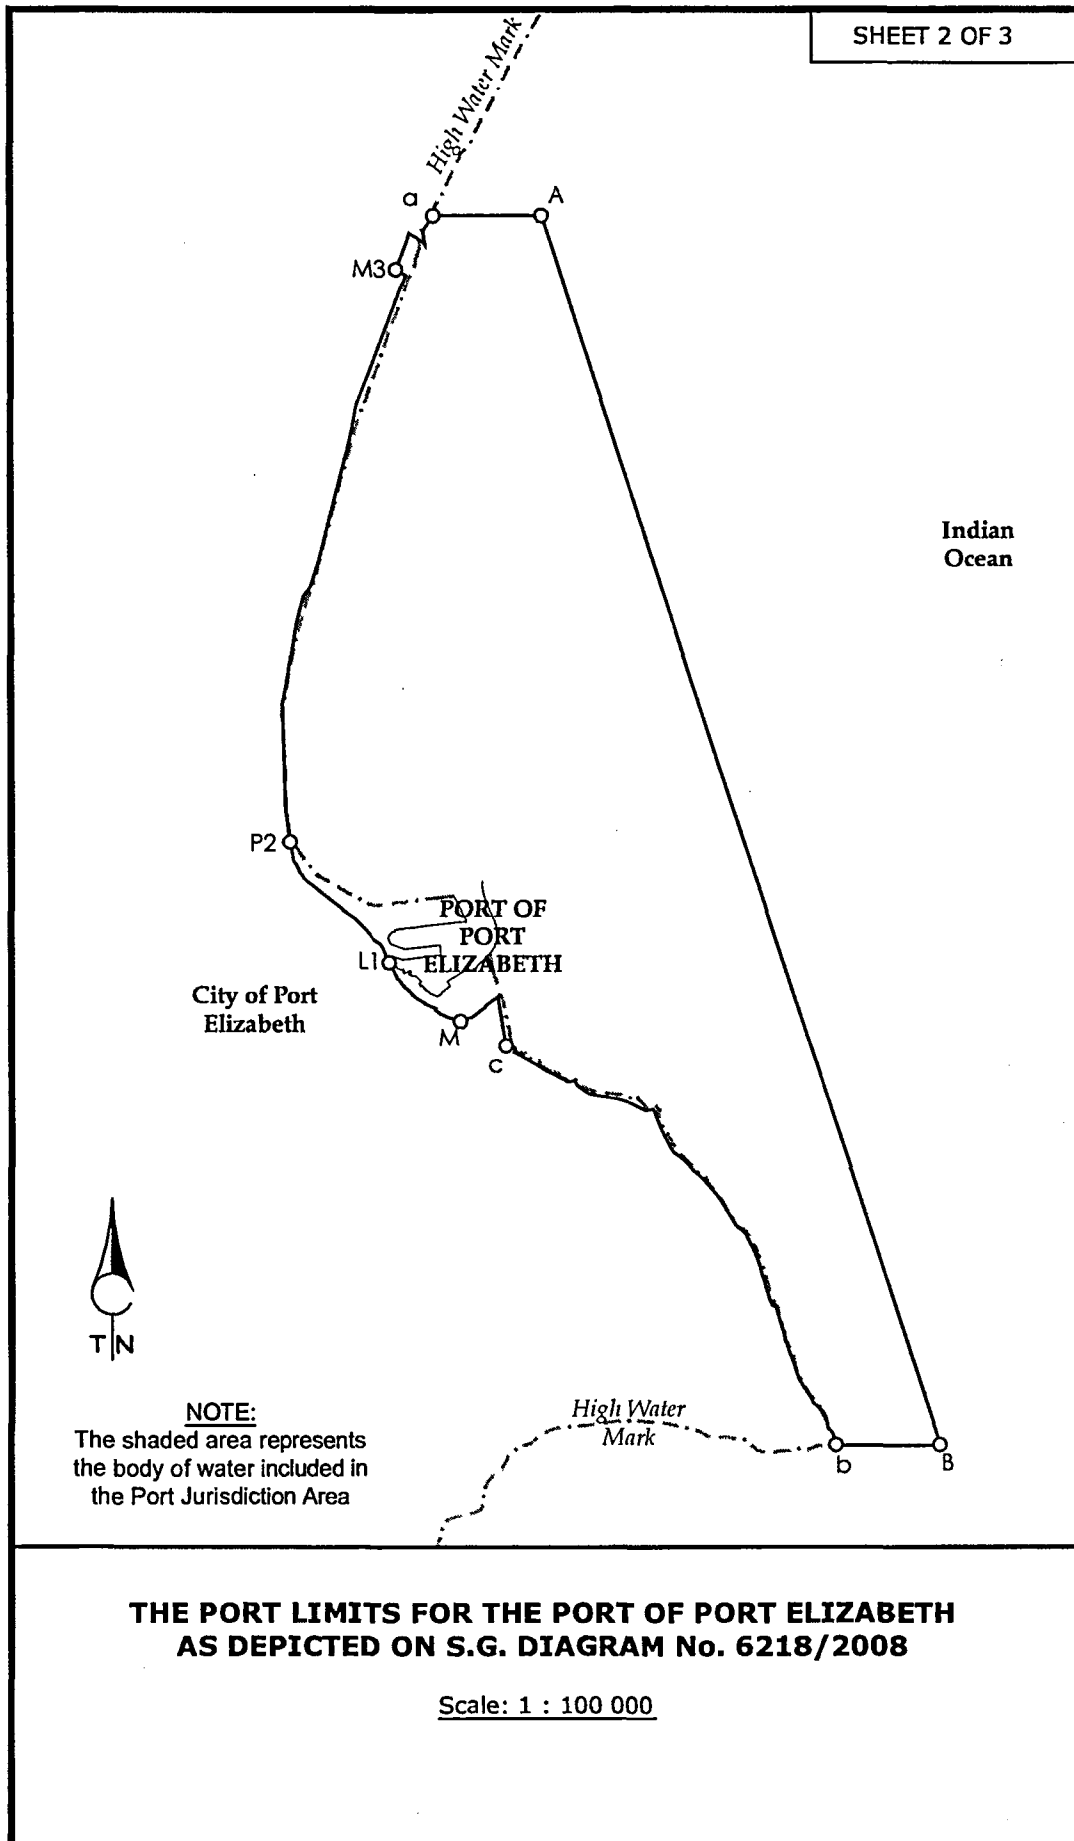 SHEET 2 OF 3
High Water Mark
a
A
M3
Indian
Ocean
P2
PORT OF
PORT
ELIZABETH
L1
City of Port
Elizabeth
M
c
T N
High Water
Mark
b
B
NOTE:
The shaded area represents
the body of water included in
the Port Jurisdiction Area
THE PORT LIMITS FOR THE PORT OF PORT ELIZABETH
AS DEPICTED ON S.G. DIAGRAM No. 6218/2008
Scale: 1 : 100 000